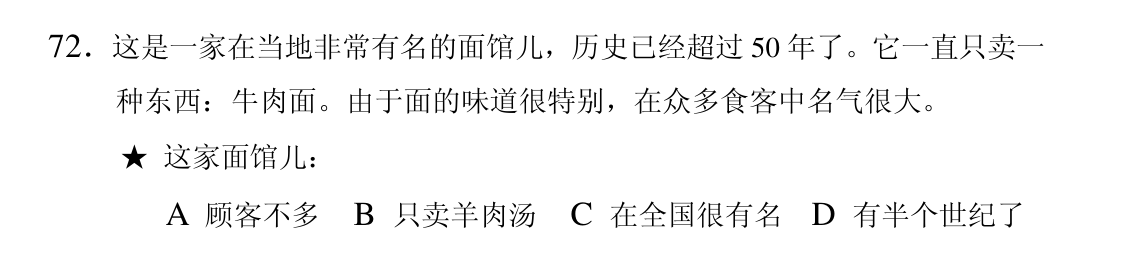 72．这是一家在当地非常有名的面馆儿，历史已经超过 50 年了。它一直只卖一
种东西：牛肉面。由于面的味道很特别，在众多食客中名气很大。
★ 这家面馆儿：
A 顾客不多 B 只卖羊肉汤 C 在全国很有名 D 有半个世纪了